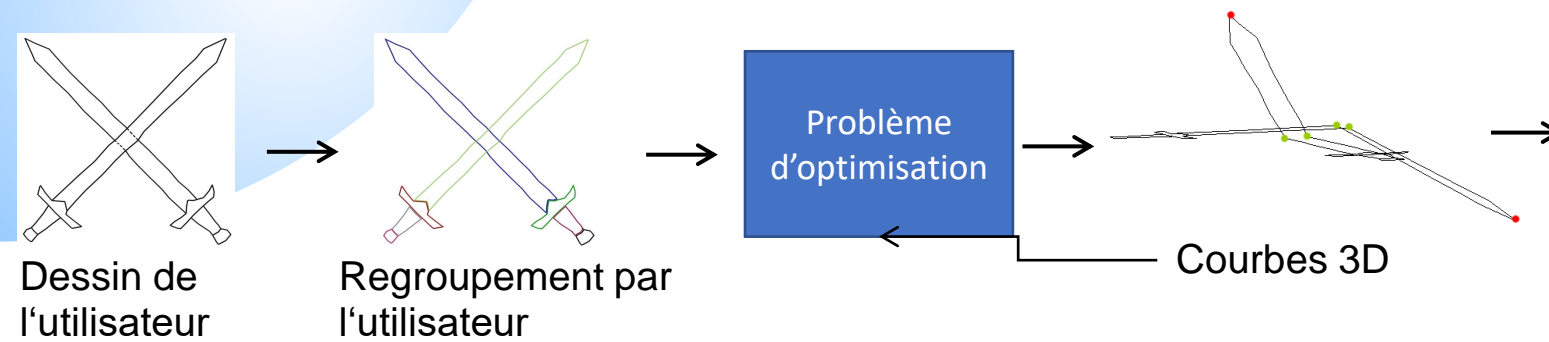 Dessin de
l‘utilisateur
Regroupement par
l‘utilisateur
Problème
d’optimisation
Courbes 3D